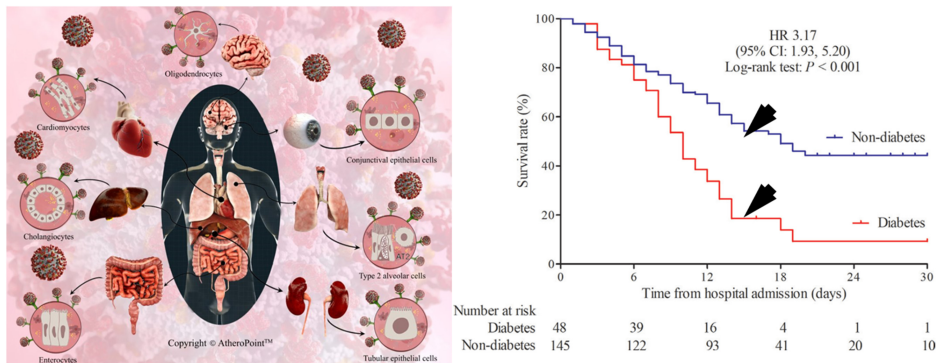 Oligodendrocytes
Cardiomyocytes
Conjunctival epithelial cells
Cholangiocytes
AT2
Type 2 alveolar cells
Copyright © AtheroPoint™
Enterocytes
Tubular epithelial cells
HR 3.17
(95% CI: 1.93, 5.20)
Log-rank test: P < 0.001
Survival rate (%)
100
80
60
40
20
Non-diabetes
Diabetes
0 6 12 18 24 30
Time from hospital admission (days)
Number at risk
Diabetes 48 39 16 4 1 1
Non-diabetes 145 122 93 41 20 10